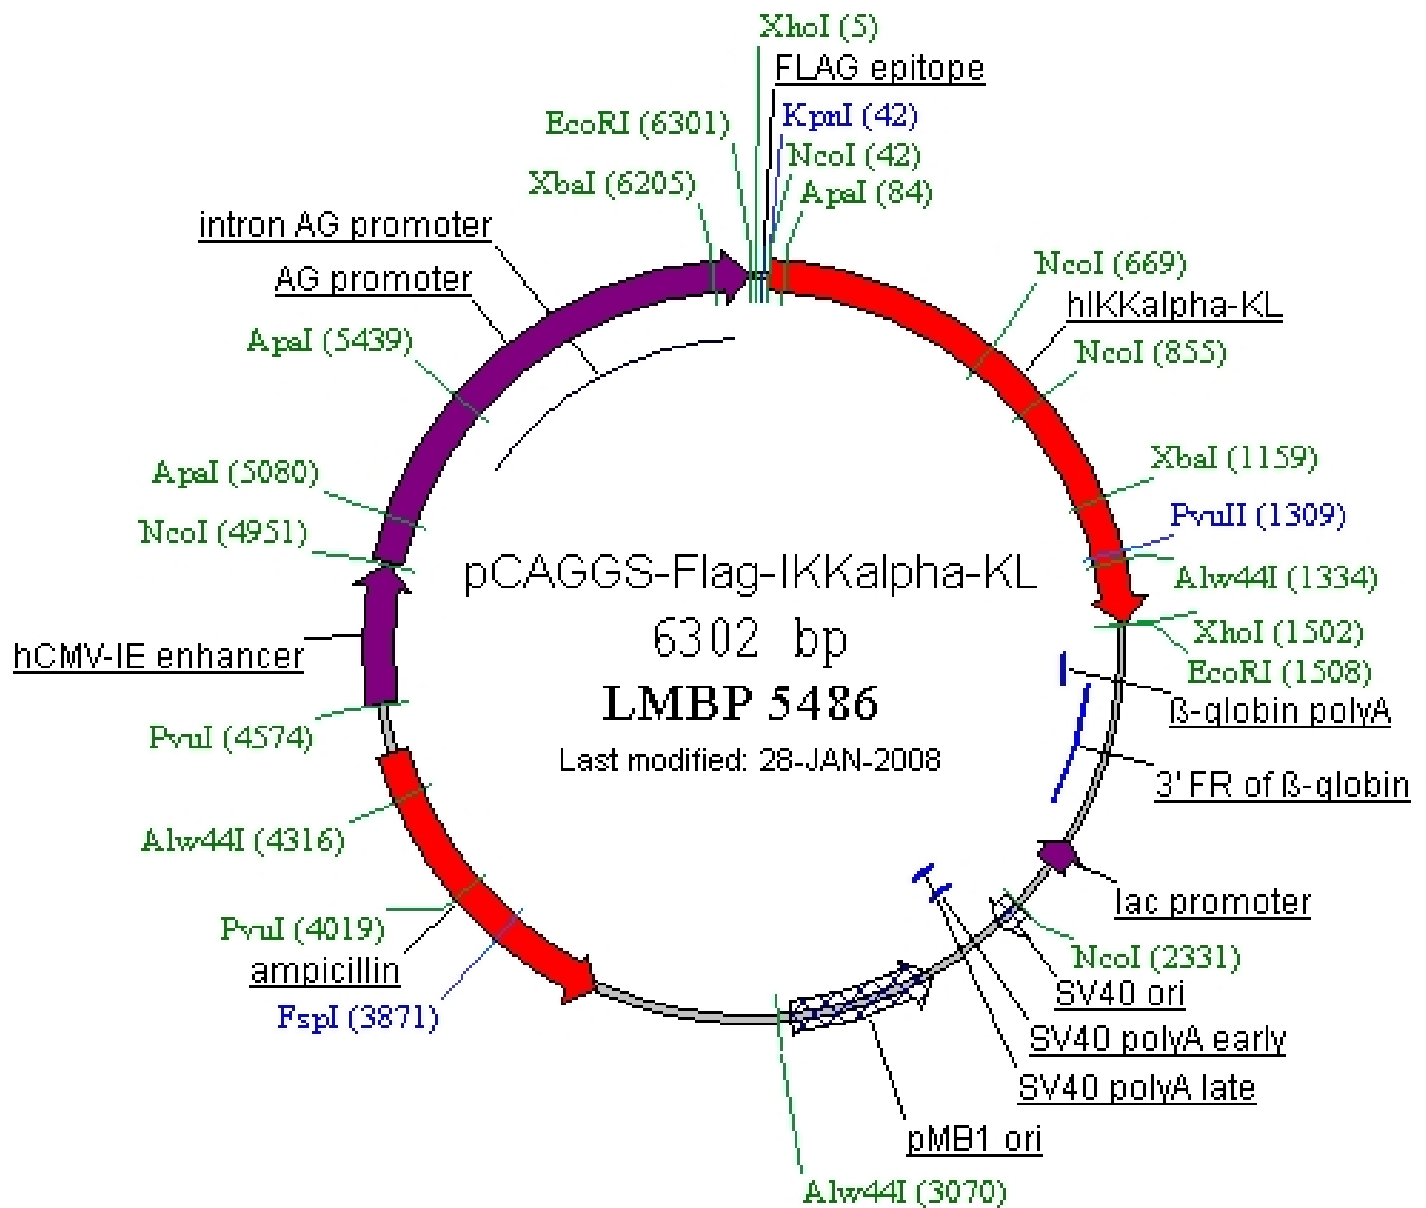 XhoI (5)
FLAG epitope
EcoRI (6301)
KpnI (42)
NcoI (42)
XbaI (6205)
ApaI (84)
intron AG promoter
NcoI (669)
AG promoter
hIKKalpha-KL
ApaI (5439)
NcoI (855)
XbaI (1159)
ApaI (5080)
PvuII (1309)
NcoI (4951)
pCAGGS-Flag-IKKalpha-KL
Alw44I (1334)
6302 bp
XhoI (1502)
hCMV-IE enhancer
EcoRI (1508)
LMBP 5486
ß-globin polyA
PvuI (4574)
Last modified: 28-JAN-2008
3' FR of ß-globin
Alw44I (4316)
lac promoter
PvuI (4019)
NcoI (2331)
ampicillin
SV40 ori
FspI (3871)
SV40 polyA early
SV40 polyA late
pMB1 ori
Alw44I (3070)